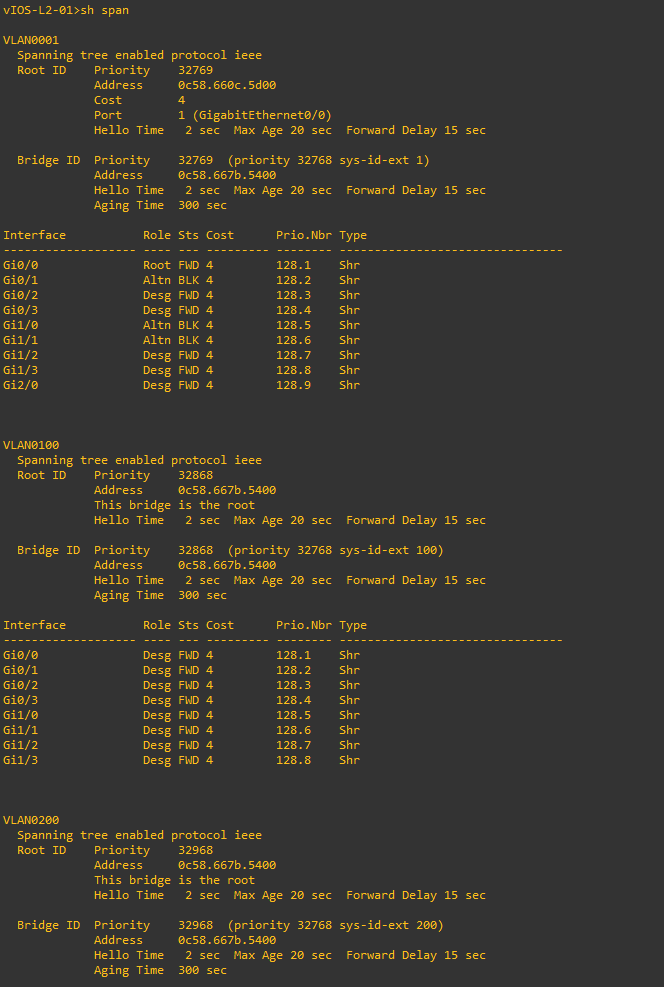 vIOS-L2-01>sh span

VLAN0001
  Spanning tree enabled protocol ieee
  Root ID    Priority    32769
             Address     0c58.660c.5d00
             Cost        4
             Port        1 (GigabitEthernet0/0)
             Hello Time   2 sec  Max Age 20 sec  Forward Delay 15 sec

  Bridge ID  Priority    32769  (priority 32768 sys-id-ext 1)
             Address     0c58.667b.5400
             Hello Time   2 sec  Max Age 20 sec  Forward Delay 15 sec
             Aging Time  300 sec

Interface           Role Sts Cost      Prio.Nbr Type
------------------- ---- --- --------- -------- --------------------------------
Gi0/0               Root FWD 4         128.1    Shr
Gi0/1               Altn BLK 4         128.2    Shr
Gi0/2               Desg FWD 4         128.3    Shr
Gi0/3               Desg FWD 4         128.4    Shr
Gi1/0               Altn BLK 4         128.5    Shr
Gi1/1               Altn BLK 4         128.6    Shr
Gi1/2               Desg FWD 4         128.7    Shr
Gi1/3               Desg FWD 4         128.8    Shr
Gi2/0               Desg FWD 4         128.9    Shr

VLAN0100
  Spanning tree enabled protocol ieee
  Root ID    Priority    32868
             Address     0c58.667b.5400
             This bridge is the root
             Hello Time   2 sec  Max Age 20 sec  Forward Delay 15 sec

  Bridge ID  Priority    32868  (priority 32768 sys-id-ext 100)
             Address     0c58.667b.5400
             Hello Time   2 sec  Max Age 20 sec  Forward Delay 15 sec
             Aging Time  300 sec

Interface           Role Sts Cost      Prio.Nbr Type
------------------- ---- --- --------- -------- --------------------------------
Gi0/0               Desg FWD 4         128.1    Shr
Gi0/1               Desg FWD 4         128.2    Shr
Gi0/2               Desg FWD 4         128.3    Shr
Gi0/3               Desg FWD 4         128.4    Shr
Gi1/0               Desg FWD 4         128.5    Shr
Gi1/1               Desg FWD 4         128.6    Shr
Gi1/2               Desg FWD 4         128.7    Shr
Gi1/3               Desg FWD 4         128.8    Shr

VLAN0200
  Spanning tree enabled protocol ieee
  Root ID    Priority    32968
             Address     0c58.667b.5400
             This bridge is the root
             Hello Time   2 sec  Max Age 20 sec  Forward Delay 15 sec

  Bridge ID  Priority    32968  (priority 32768 sys-id-ext 200)
             Address     0c58.667b.5400
             Hello Time   2 sec  Max Age 20 sec  Forward Delay 15 sec
             Aging Time  300 sec